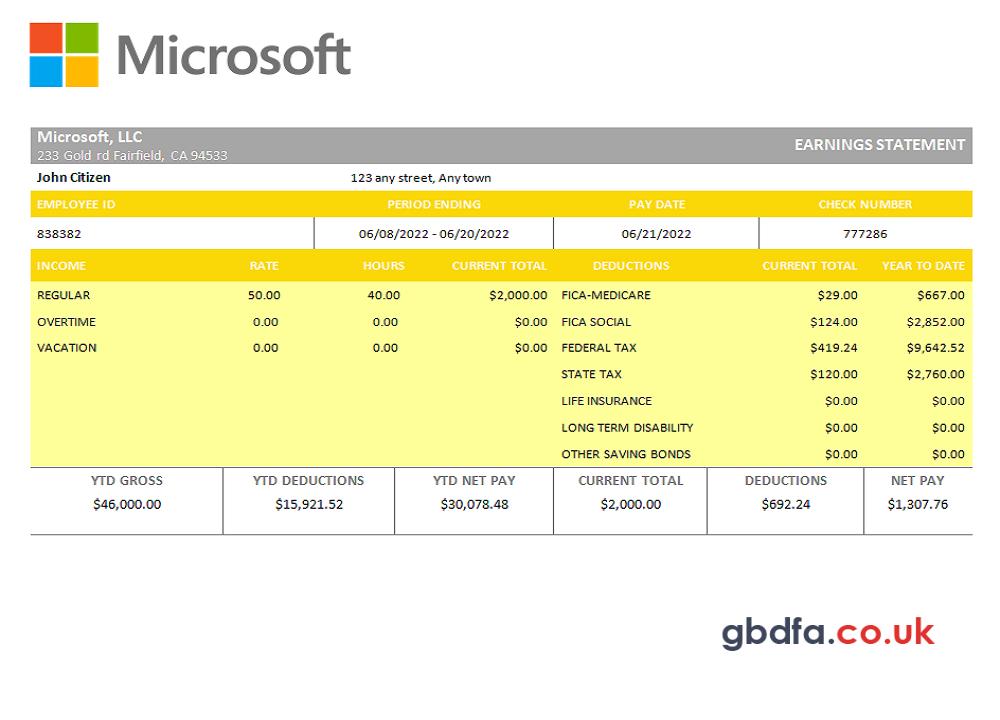 Microsoft
Microsoft, LLC
233 Gold rd Fairfield, CA 94533
EARNINGS STATEMENT
John Citizen 123 any street, Any town
EMPLOYEE ID PERIOD ENDING PAY DATE CHECK NUMBER
838382 06/08/2022 - 06/20/2022 06/21/2022 777286
INCOME RATE HOURS CURRENT TOTAL DEDUCTIONS CURRENT TOTAL YEAR TO DATE
REGULAR 50.00 40.00 $2,000.00 FICA-MEDICARE $29.00 $667.00
OVERTIME 0.00 0.00 $0.00 FICA SOCIAL $124.00 $2,852.00
VACATION 0.00 0.00 $0.00 FEDERAL TAX $419.24 $9,642.52
STATE TAX $120.00 $2,760.00
LIFE INSURANCE $0.00 $0.00
LONG TERM DISABILITY $0.00 $0.00
OTHER SAVING BONDS $0.00 $0.00
YTD GROSS YTD DEDUCTIONS YTD NET PAY CURRENT TOTAL DEDUCTIONS NET PAY
$46,000.00 $15,921.52 $30,078.48 $2,000.00 $692.24 $1,307.76
gbdfa.co.uk